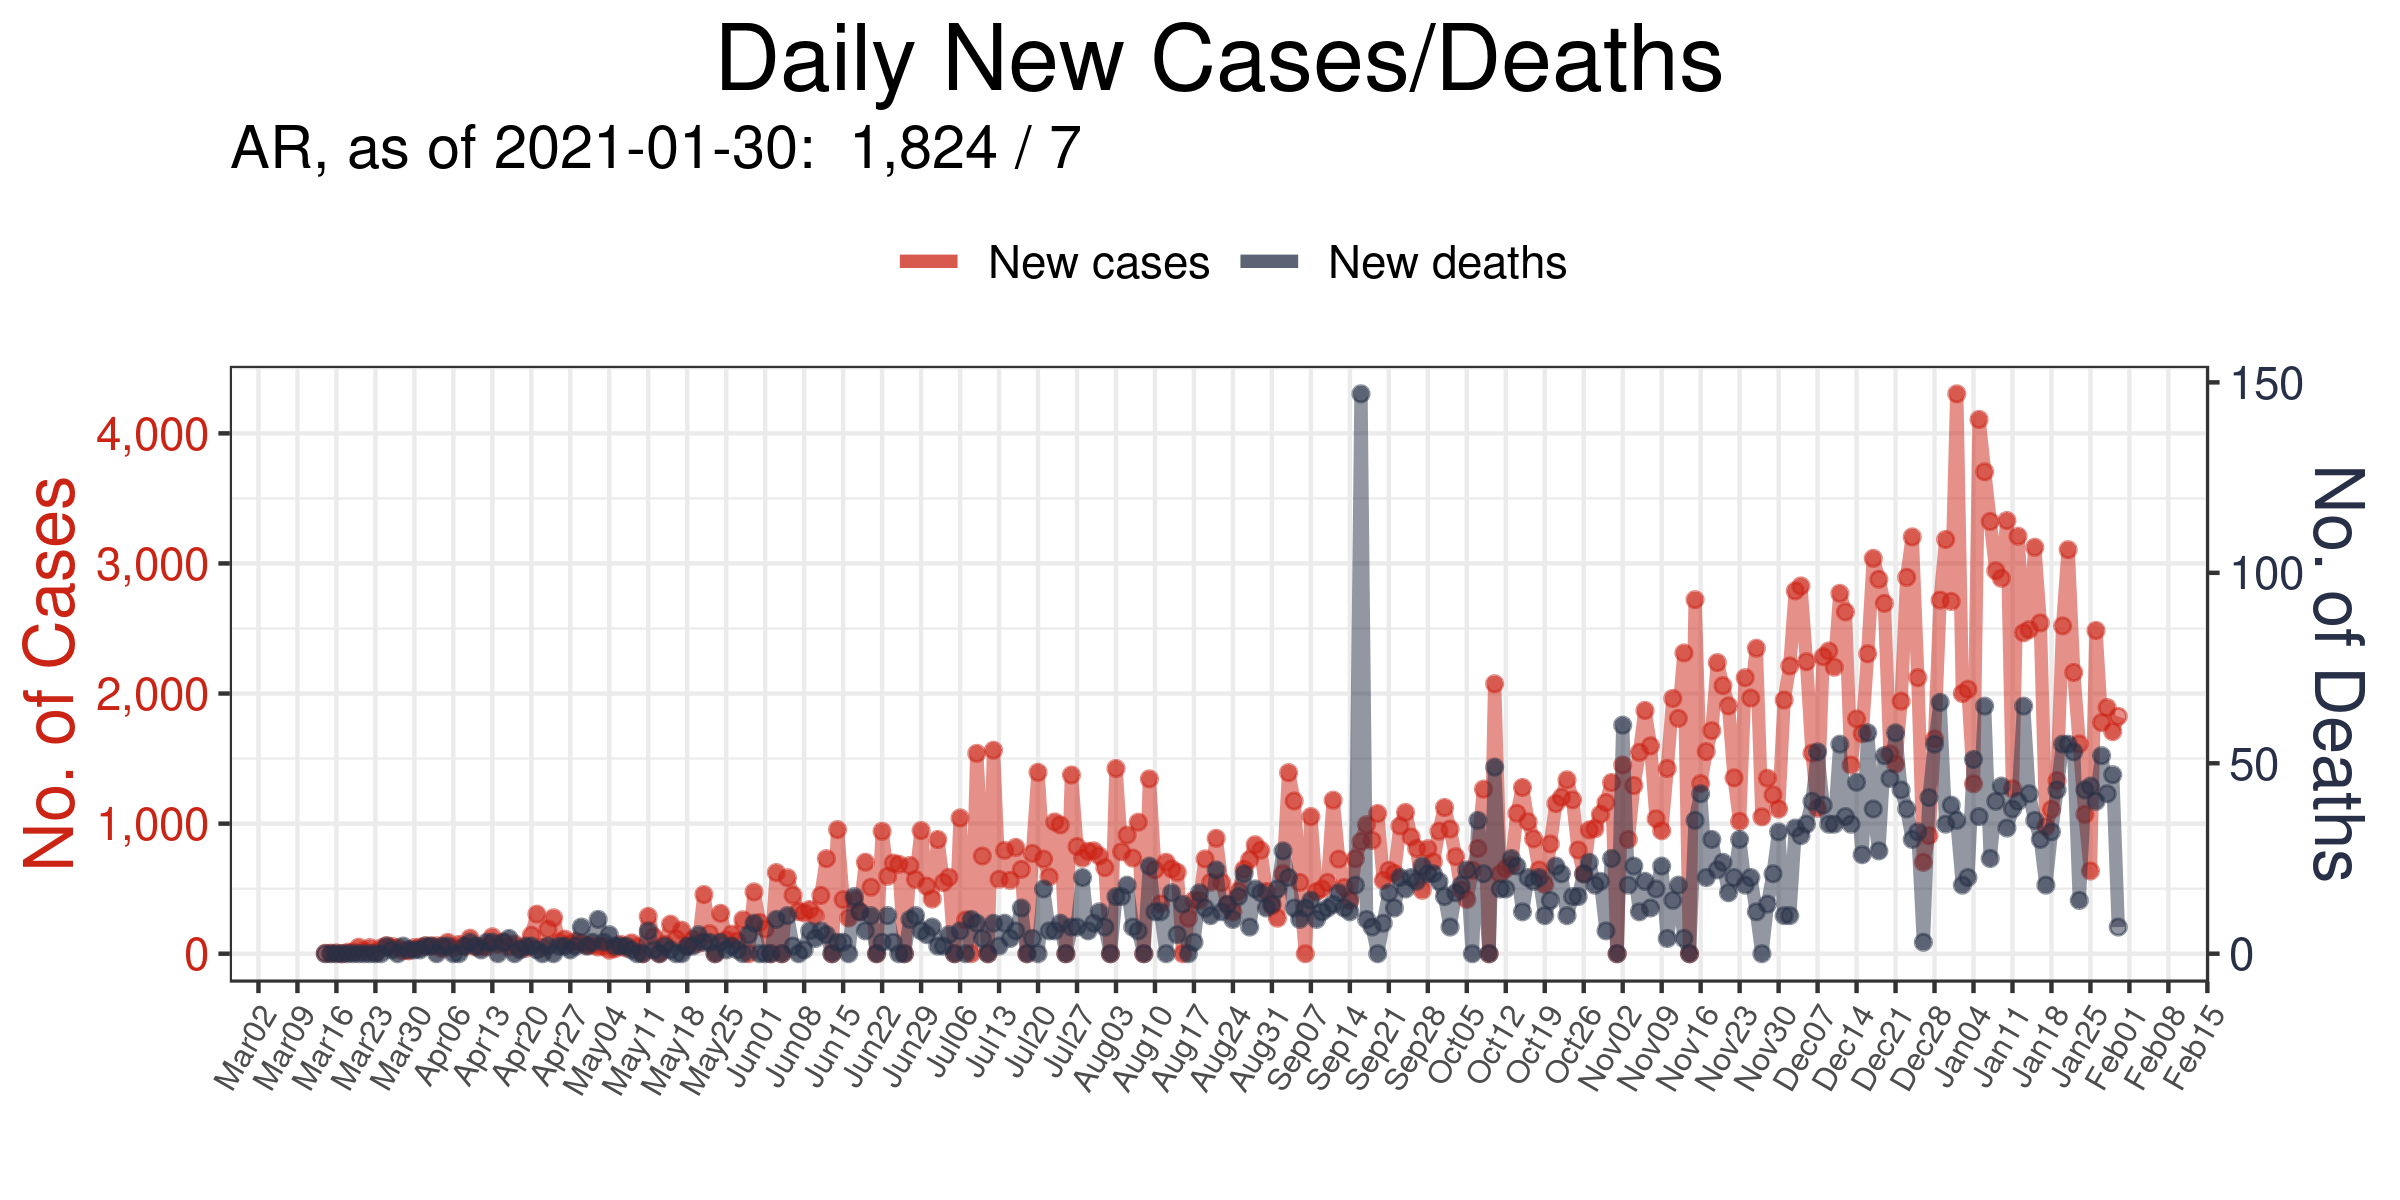 Daily New Cases/Deaths
AR, as of 2021-01-30: 1,824 / 7
New cases
New deaths
No. of Cases
4,000
3,000
2,000
1,000
0
150
100
50
0
No. of Deaths
Mar02
Mar09
Mar16
Mar23
Mar30
Apr06
Apr13
Apr20
Apr27
May04
May11
May18
May25
Jun01
Jun08
Jun15
Jun22
Jun29
Jul06
Jul13
Jul20
Jul27
Aug03
Aug10
Aug17
Aug24
Aug31
Sep07
Sep14
Sep21
Sep28
Oct05
Oct12
Oct19
Oct26
Nov02
Nov09
Nov16
Nov23
Nov30
Dec07
Dec14
Dec21
Dec28
Jan04
Jan11
Jan18
Jan25
Feb01
Feb08
Feb15